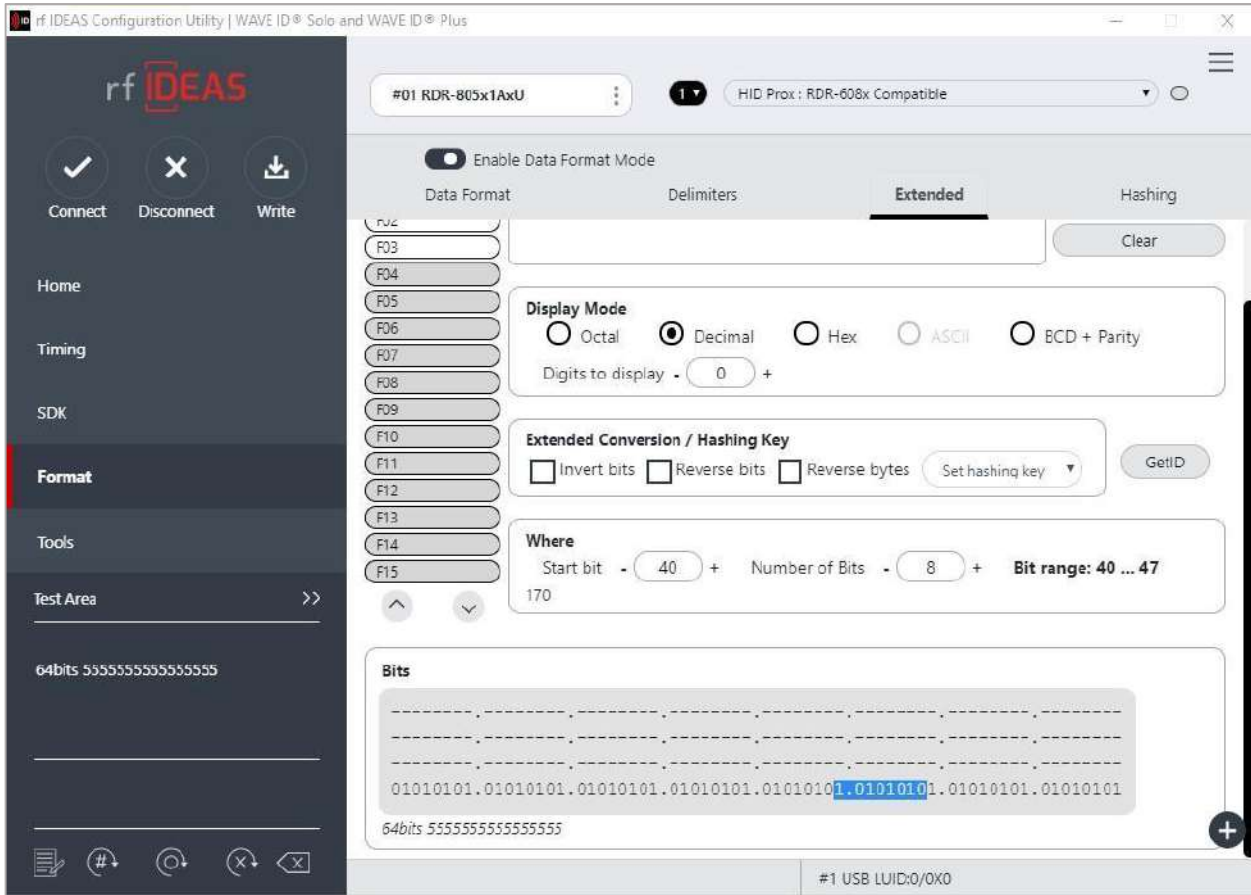 rf IDEAS Configuration Utility | WAVE ID® Solo and WAVE ID® Plus
rf IDEAS
#01 RDR-805x1AxU
1
HID Prox : RDR-608x Compatible
Connect
Disconnect
Write
Enable Data Format Mode
Data Format
Delimiters
Extended
Hashing
Home
Timing
SDK
Format
Tools
Test Area >>
64bits 5555555555555555
F02
F03
F04
F05
F06
F07
F08
F09
F10
F11
F12
F13
F14
F15
Clear
Display Mode
Octal Decimal Hex ASCII BCD + Parity
Digits to display - 0 +
Extended Conversion / Hashing Key
Invert bits Reverse bits Reverse bytes Set hashing key
GetID
Where
Start bit - 40 + Number of Bits - 8 + Bit range: 40 ... 47
170
Bits
--------.--------.--------.--------.--------.--------.--------.--------
--------.--------.--------.--------.--------.--------.--------.--------
--------.--------.--------.--------.--------.--------.--------.--------
01010101.01010101.01010101.01010101.01010101.01010101.01010101.01010101
64bits 5555555555555555
#1 USB LUID:0/0X0